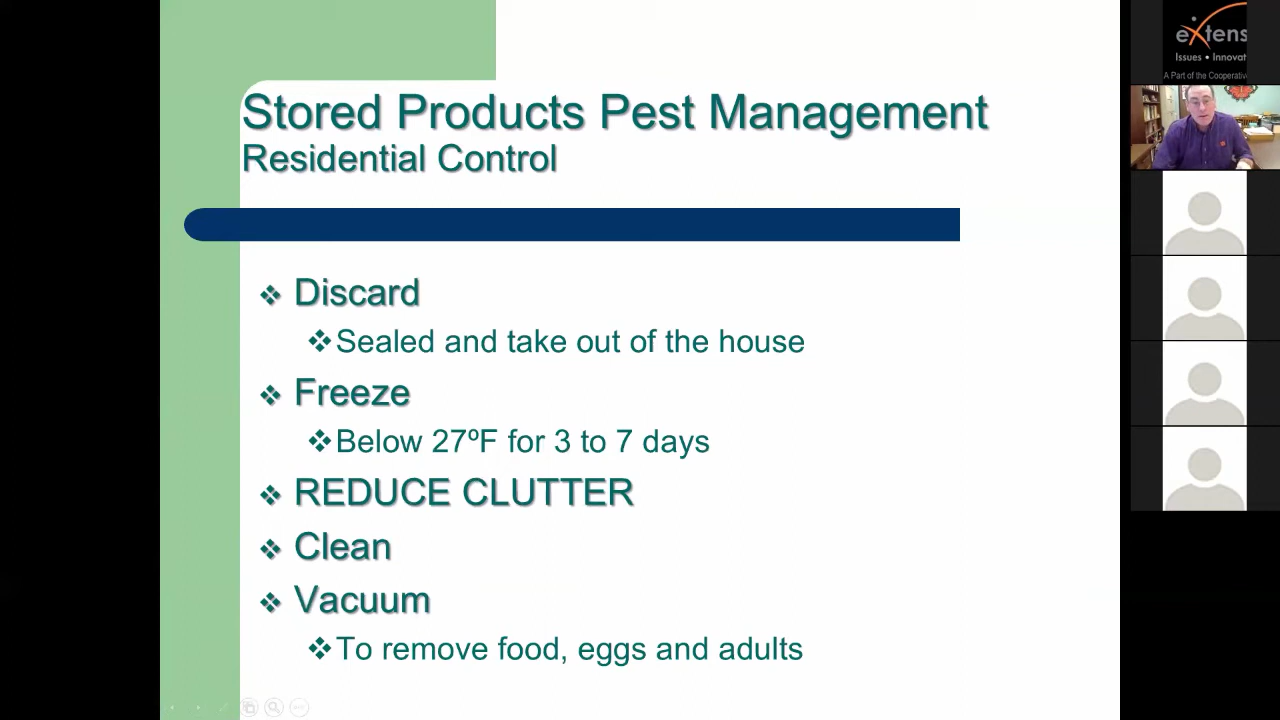 Stored Products Pest Management
Residential Control
Discard
Sealed and take out of the house
Freeze
Below 27ºF for 3 to 7 days
REDUCE CLUTTER
Clean
Vacuum
To remove food, eggs and adults
eXtens
Issues • Innovat
A Part of the Cooperativ